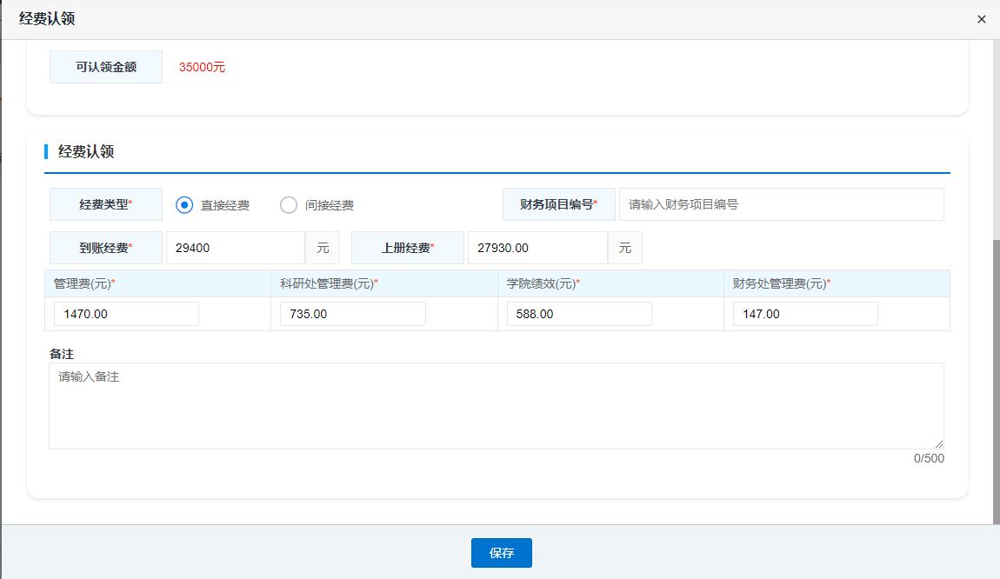 经费认领
×
可认领金额 35000元
经费认领
经费类型* 直接经费 间接经费 财务项目编号* 请输入财务项目编号
到账经费* 29400 元 上册经费* 27930.00 元
管理费(元)* 科研处管理费(元)* 学院绩效(元)* 财务处管理费(元)*
1470.00 735.00 588.00 147.00
备注
请输入备注
0/500
保存